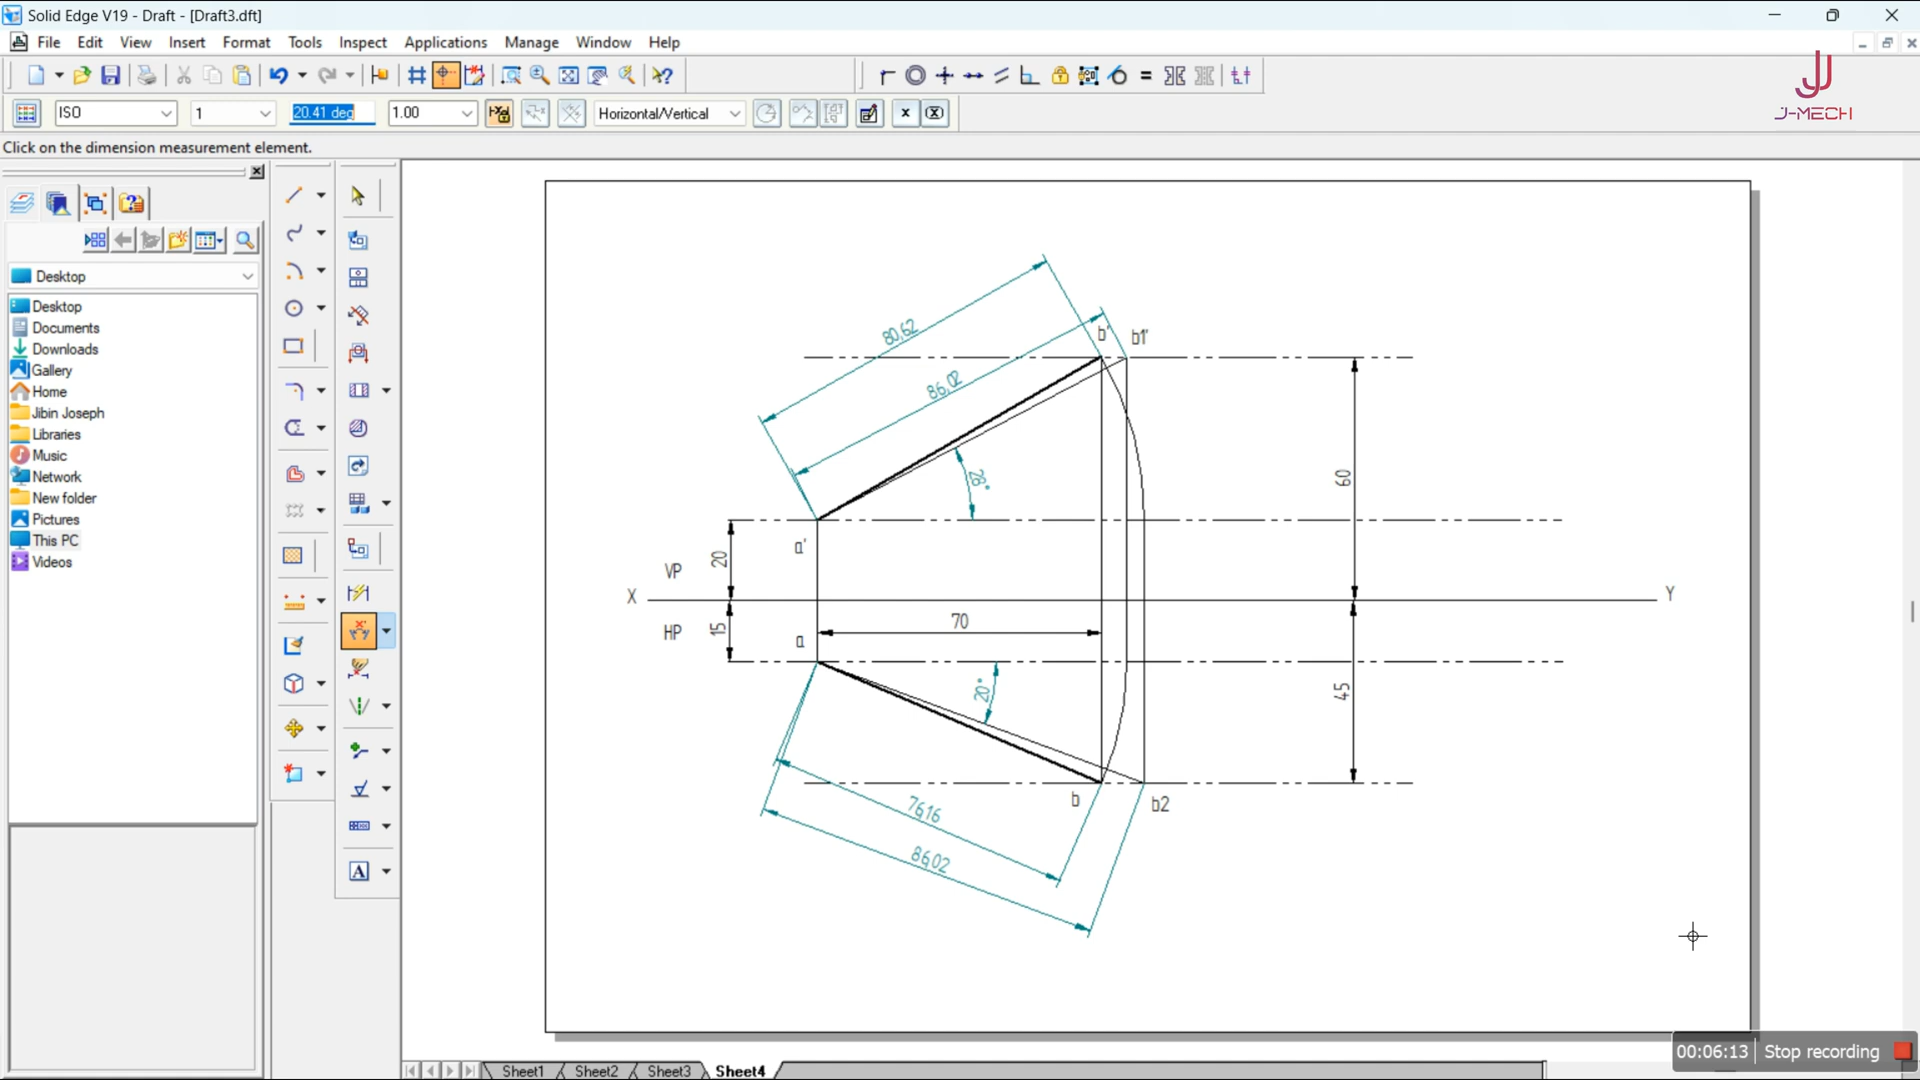 Solid Edge V19 - Draft - [Draft3.dft]
File Edit View Insert Format Tools Inspect Applications Manage Window Help
J-MECH
ISO 1 20.41 deg 1.00 Horizontal/Vertical
Click on the dimension measurement element.
Desktop
Desktop
Documents
Downloads
Gallery
Home
Jibin Joseph
Libraries
Music
Network
New folder
Pictures
This PC
Videos
A
80,62
86,02
b' b1'
28°
60
a'
20
VP
X Y
HP
15
70
a
20°
45
b b2
76,16
86,02
00:06:13 Stop recording
Sheet1 Sheet2 Sheet3 Sheet4